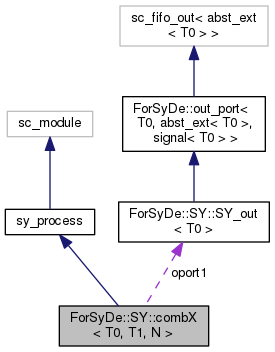 sc_fifo_out< abst_ext
< T0 > >
sc_module
ForSyDe::out_port<
T0, abst_ext< T0 >,
signal< T0 > >
sy_process
ForSyDe::SY::SY_out
< T0 >
oport1
ForSyDe::SY::combX
< T0, T1, N >